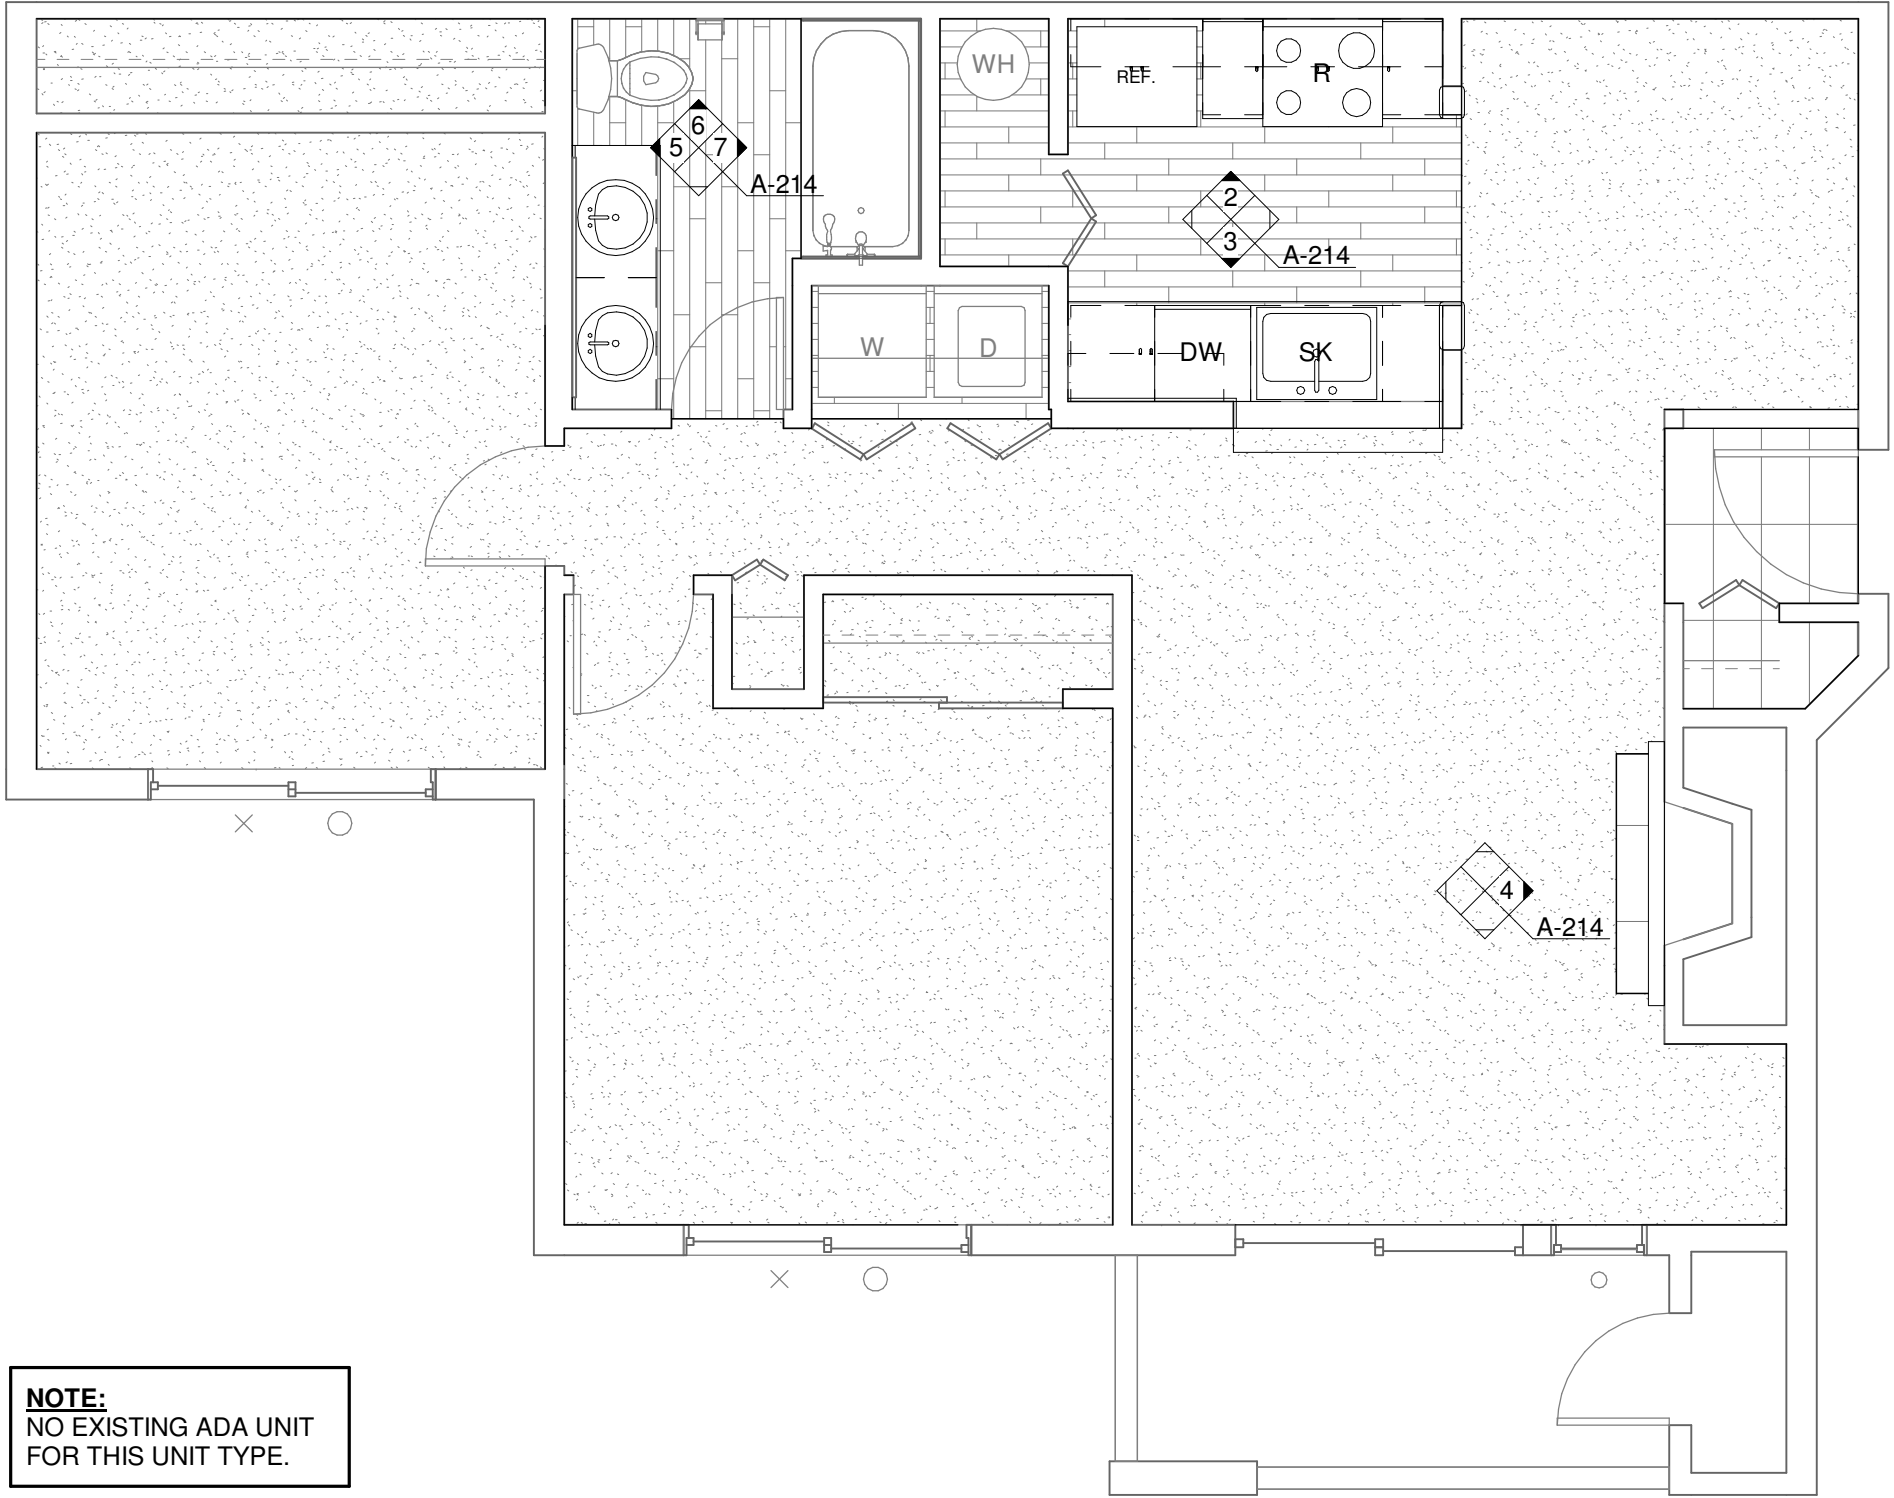 WH
REF.
R
6
5 7
A-214
2
3
A-214
W
D
DW
SK
4
A-214
NOTE:
NO EXISTING ADA UNIT
FOR THIS UNIT TYPE.